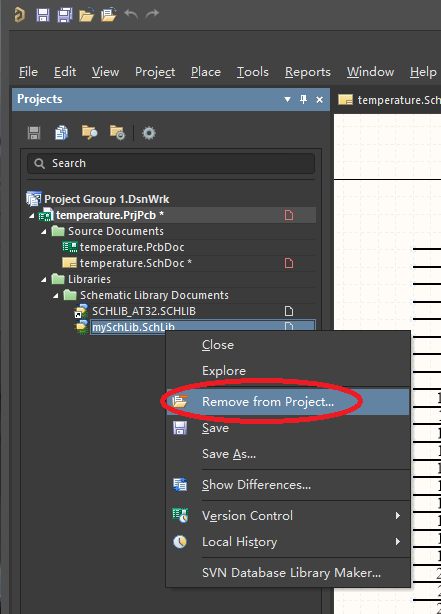 File Edit View Project Place Tools Reports Window Help
Projects
temperature.Sch
Search
Project Group 1.DsnWrk
temperature.PrjPcb *
Source Documents
temperature.PcbDoc
temperature.SchDoc *
Libraries
Schematic Library Documents
SCHLIB_AT32.SCHLIB
mySchLib.SchLib
Close
Explore
Remove from Project...
Save
Save As...
Show Differences...
Version Control
Local History
SVN Database Library Maker...